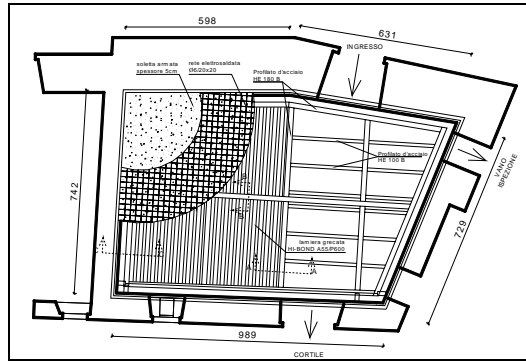 598
631
INGRESSO
soletta armata
spessore 5cm
rete elettrosaldata
Ø6/20x20
Profilato d'acciaio
HE 180 B
Profilato d'acciaio
HE 100 B
VANO
ISPEZIONE
742
729
B
B
lamiera grecata
HI-BOND A55/P600
A
A
989
CORTILE